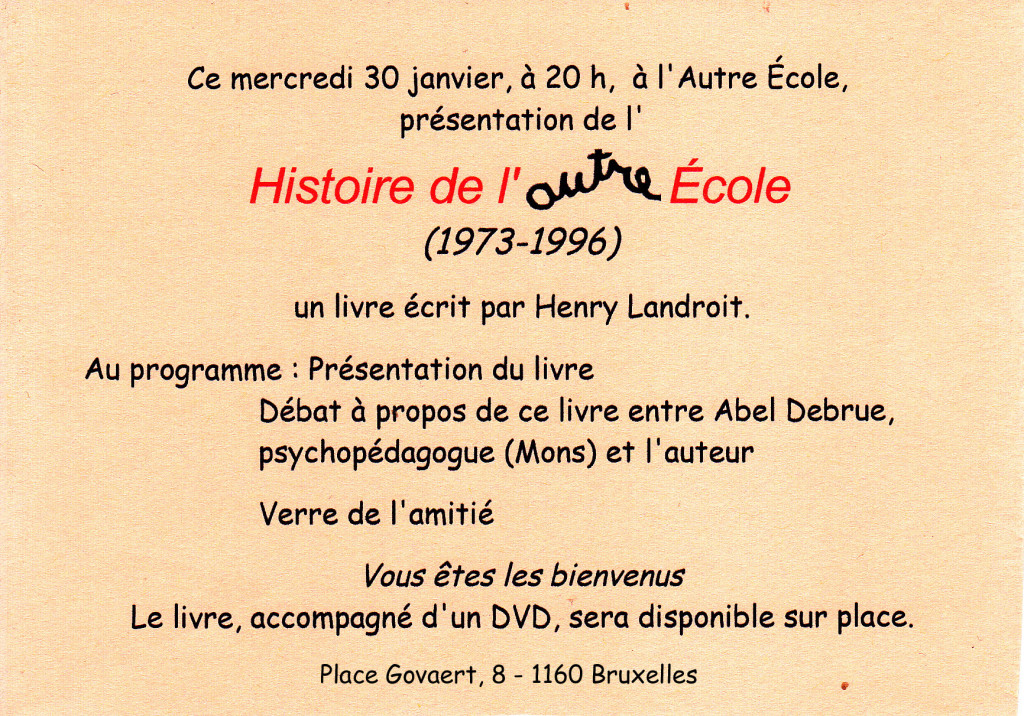 Ce mercredi 30 janvier, à 20 h, à l'Autre École,
présentation de l'
Histoire de l'autre École
(1973-1996)
un livre écrit par Henry Landroit.
Au programme : Présentation du livre
Débat à propos de ce livre entre Abel Debrue,
psychopédagogue (Mons) et l'auteur
Verre de l'amitié
Vous êtes les bienvenus
Le livre, accompagné d'un DVD, sera disponible sur place.
Place Govaert, 8 - 1160 Bruxelles